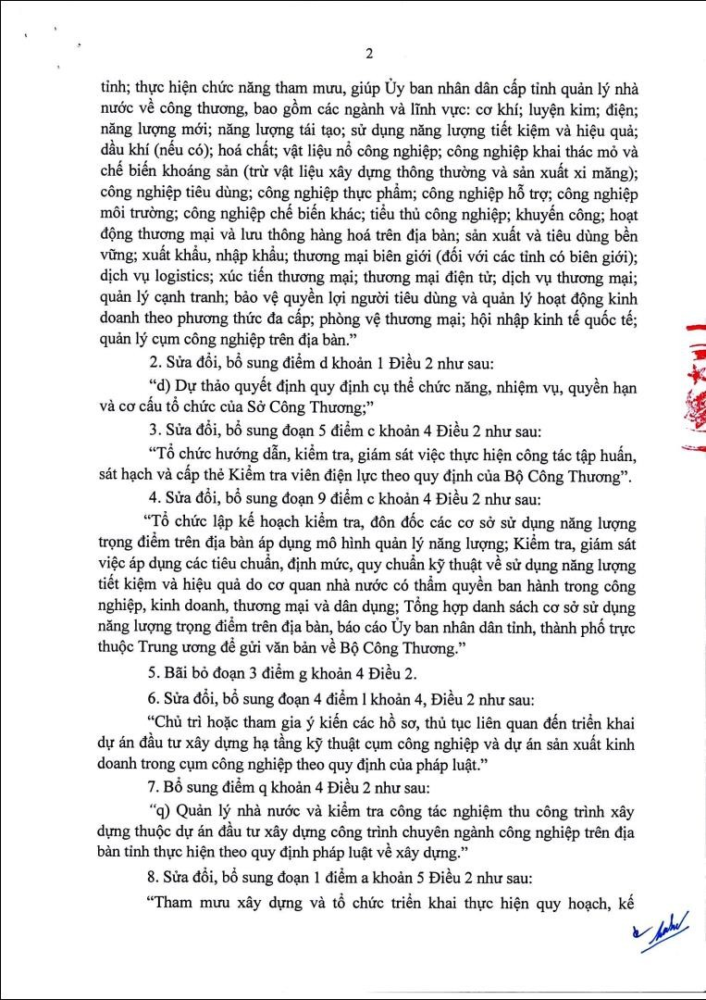 2
tỉnh; thực hiện chức năng tham mưu, giúp Ủy ban nhân dân cấp tỉnh quản lý nhà
nước về công thương, bao gồm các ngành và lĩnh vực: cơ khí; luyện kim; điện;
năng lượng mới; năng lượng tái tạo; sử dụng năng lượng tiết kiệm và hiệu quả;
dầu khí (nếu có); hoá chất; vật liệu nổ công nghiệp; công nghiệp khai thác mỏ và
chế biến khoáng sản (trừ vật liệu xây dựng thông thường và sản xuất xi măng);
công nghiệp tiêu dùng; công nghiệp thực phẩm; công nghiệp hỗ trợ; công nghiệp
môi trường; công nghiệp chế biến khác; tiểu thủ công nghiệp; khuyến công; hoạt
động thương mại và lưu thông hàng hoá trên địa bàn; sản xuất và tiêu dùng bền
vững; xuất khẩu, nhập khẩu; thương mại biên giới (đối với các tỉnh có biên giới);
dịch vụ logistics; xúc tiến thương mại; thương mại điện tử; dịch vụ thương mại;
quản lý cạnh tranh; bảo vệ quyền lợi người tiêu dùng và quản lý hoạt động kinh
doanh theo phương thức đa cấp; phòng vệ thương mại; hội nhập kinh tế quốc tế;
quản lý cụm công nghiệp trên địa bàn.”
2. Sửa đổi, bổ sung điểm d khoản 1 Điều 2 như sau:
“d) Dự thảo quyết định quy định cụ thể chức năng, nhiệm vụ, quyền hạn
và cơ cấu tổ chức của Sở Công Thương;”
3. Sửa đổi, bổ sung đoạn 5 điểm c khoản 4 Điều 2 như sau:
“Tổ chức hướng dẫn, kiểm tra, giám sát việc thực hiện công tác tập huấn,
sát hạch và cấp thẻ Kiểm tra viên điện lực theo quy định của Bộ Công Thương”.
4. Sửa đổi, bổ sung đoạn 9 điểm c khoản 4 Điều 2 như sau:
“Tổ chức lập kế hoạch kiểm tra, đôn đốc các cơ sở sử dụng năng lượng
trọng điểm trên địa bàn áp dụng mô hình quản lý năng lượng; Kiểm tra, giám sát
việc áp dụng các tiêu chuẩn, định mức, quy chuẩn kỹ thuật về sử dụng năng lượng
tiết kiệm và hiệu quả do cơ quan nhà nước có thẩm quyền ban hành trong công
nghiệp, kinh doanh, thương mại và dân dụng; Tổng hợp danh sách cơ sở sử dụng
năng lượng trọng điểm trên địa bàn, báo cáo Ủy ban nhân dân tỉnh, thành phố trực
thuộc Trung ương để gửi văn bản về Bộ Công Thương.”
5. Bãi bỏ đoạn 3 điểm g khoản 4 Điều 2.
6. Sửa đổi, bổ sung đoạn 4 điểm l khoản 4, Điều 2 như sau:
“Chủ trì hoặc tham gia ý kiến các hồ sơ, thủ tục liên quan đến triển khai
dự án đầu tư xây dựng hạ tầng kỹ thuật cụm công nghiệp và dự án sản xuất kinh
doanh trong cụm công nghiệp theo quy định của pháp luật.”
7. Bổ sung điểm q khoản 4 Điều 2 như sau:
“q) Quản lý nhà nước và kiểm tra công tác nghiệm thu công trình xây
dựng thuộc dự án đầu tư xây dựng công trình chuyên ngành công nghiệp trên địa
bàn tỉnh thực hiện theo quy định pháp luật về xây dựng.”
8. Sửa đổi, bổ sung đoạn 1 điểm a khoản 5 Điều 2 như sau:
“Tham mưu xây dựng và tổ chức triển khai thực hiện quy hoạch, kế